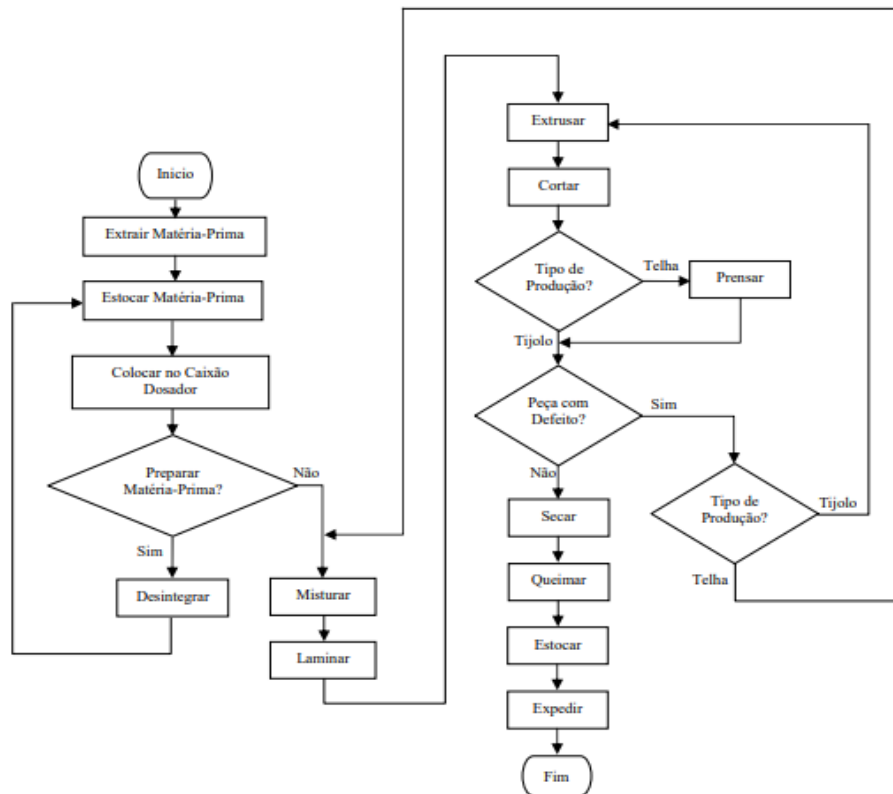 Inicio
Extrair Matéria-Prima
Estocar Matéria-Prima
Colocar no Caixão
Dosador
Preparar
Matéria-Prima?
Não
Sim
Desintegrar
Misturar
Laminar
Extrusar
Cortar
Tipo de
Produção?
Telha
Prensar
Tijolo
Peça com
Defeito?
Sim
Não
Tipo de
Produção?
Tijolo
Telha
Secar
Queimar
Estocar
Expedir
Fim